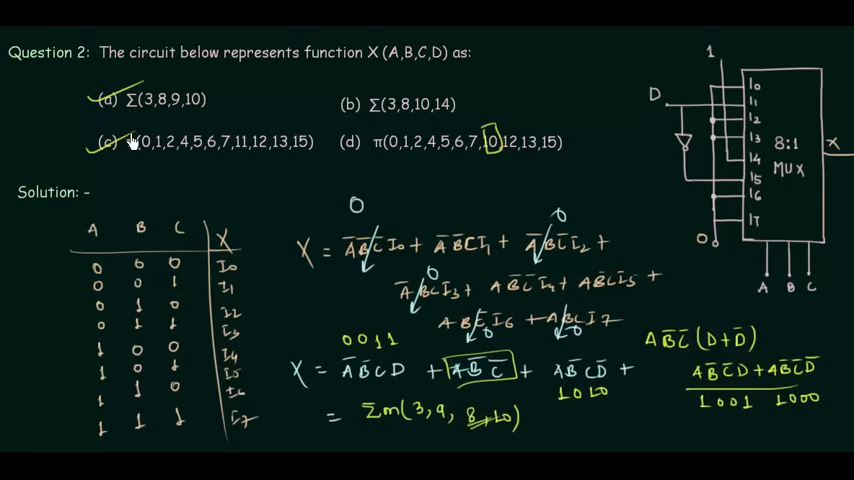 Question 2: The circuit below represents function X (A,B,C,D) as:
(a) Σ(3,8,9,10)
(b) Σ(3,8,10,14)
(c) π(0,1,2,4,5,6,7,11,12,13,15)
(d) π(0,1,2,4,5,6,7,10,12,13,15)
Solution: -
A B C X
0 0 0 I0
0 0 1 I1
0 1 0 I2
0 1 1 I3
1 0 0 I4
1 0 1 I5
1 1 0 I6
1 1 1 I7
0 0
X = A̅B̅C̅I0 + A̅B̅CI1 + A̅BC̅I2 +
0
A̅BCI3 + AB̅C̅I4 + AB̅CI5 +
ABC̅I6 + ABCI7
0 0
0011
X = A̅B̅CD + AB̅C̅ + AB̅CD̅ +
1010
= Σm(3,9, 8,10)
AB̅C̅(D+D̅)
AB̅C̅D + AB̅C̅D̅
1001 1000
1
D
I0
I1
I2
I3
I4
I5
I6
I7
8:1
MUX
X
0
A B C